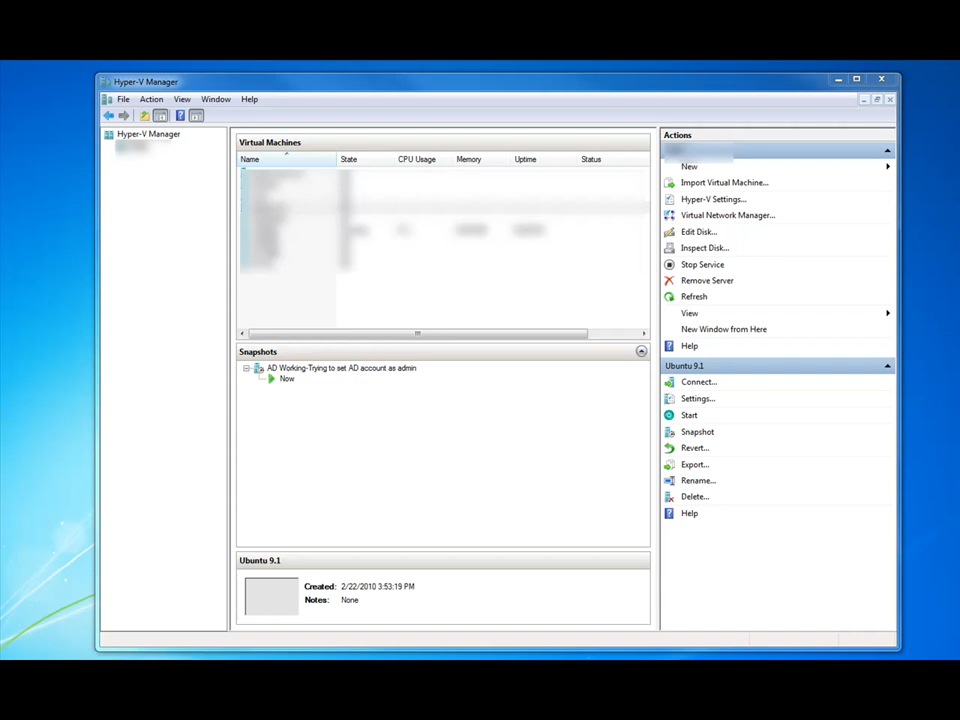 Hyper-V Manager
File Action View Window Help
Hyper-V Manager
Virtual Machines
Name State CPU Usage Memory Uptime Status
Snapshots
AD Working-Trying to set AD account as admin
Now
Ubuntu 9.1
Created: 2/22/2010 3:53:19 PM
Notes: None
Actions
New
Import Virtual Machine...
Hyper-V Settings...
Virtual Network Manager...
Edit Disk...
Inspect Disk...
Stop Service
Remove Server
Refresh
View
New Window from Here
Help
Ubuntu 9.1
Connect...
Settings...
Start
Snapshot
Revert...
Export...
Rename...
Delete...
Help